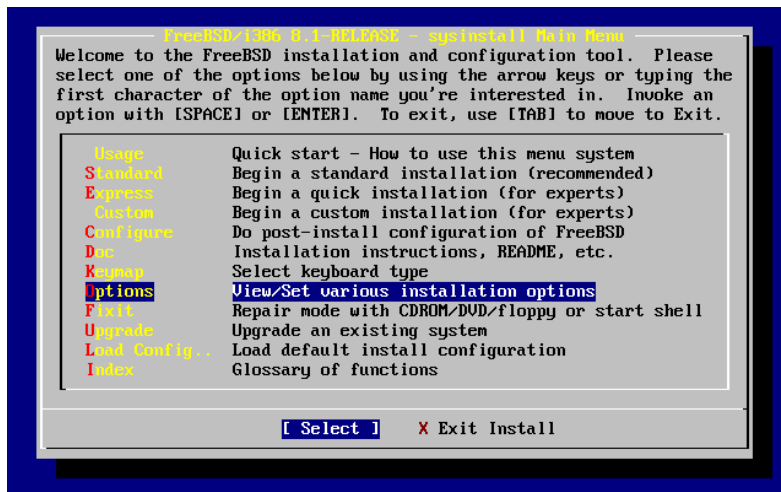 FreeBSD/i386 8.1-RELEASE - sysinstall Main Menu
Welcome to the FreeBSD installation and configuration tool.  Please
select one of the options below by using the arrow keys or typing the
first character of the option name you're interested in.  Invoke an
option with [SPACE] or [ENTER].  To exit, use [TAB] to move to Exit.
Usage Quick start - How to use this menu system
Standard Begin a standard installation (recommended)
Express Begin a quick installation (for experts)
Custom Begin a custom installation (for experts)
Configure Do post-install configuration of FreeBSD
Doc Installation instructions, README, etc.
Keymap Select keyboard type
Options View/Set various installation options
Fixit Repair mode with CDROM/DVD/floppy or start shell
Upgrade Upgrade an existing system
Load Config.. Load default install configuration
Index Glossary of functions
[ Select ] X Exit Install